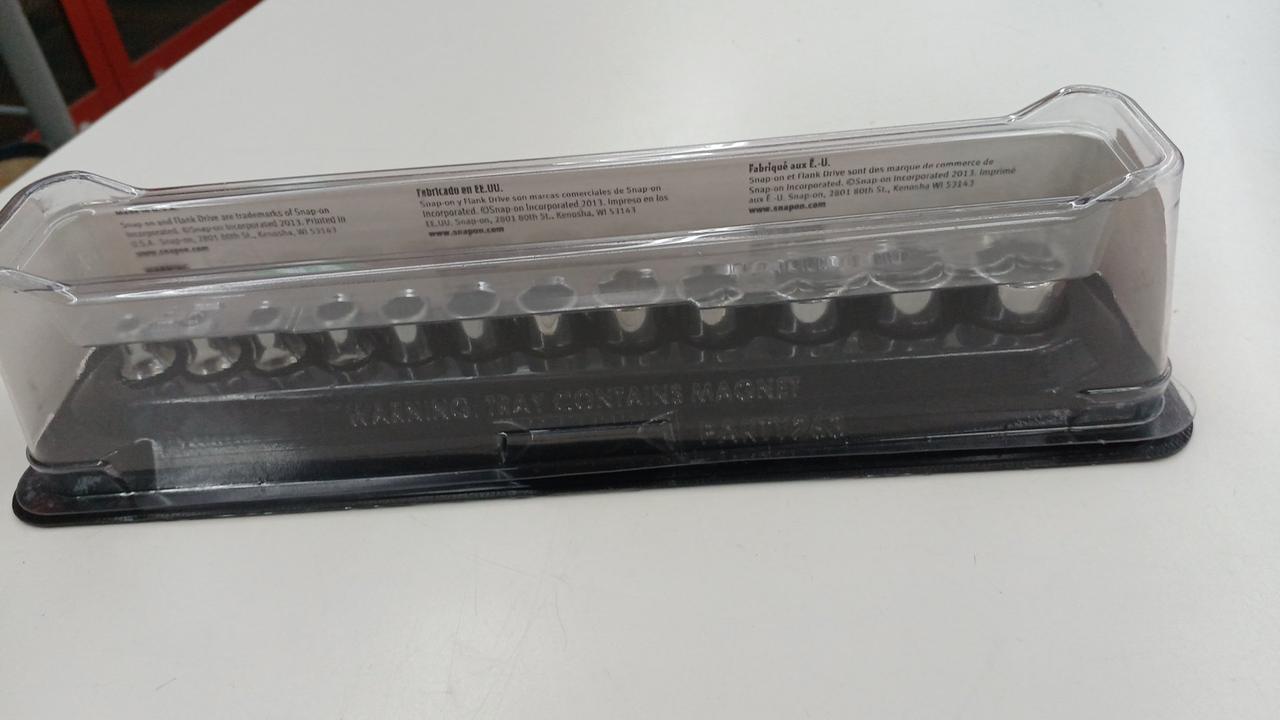 Snap-on and Flank Drive are trademarks of Snap-on
Incorporated. ©Snap-on Incorporated 2013. Printed in
U.S.A. Snap-on, 2801 80th St., Kenosha, WI 53143
www.snapon.com
Fabricado en EE.UU.
Snap-on y Flank Drive son marcas comerciales de Snap-on
Incorporated. ©Snap-on Incorporated 2013. Impreso en los
EE.UU. Snap-on, 2801 80th St., Kenosha, WI 53143
www.snapon.com
Fabriqué aux É.-U.
Snap-on et Flank Drive sont des marque de commerce de
Snap-on Incorporated. ©Snap-on Incorporated 2013. Imprimé
aux É.-U. Snap-on, 2801 80th St., Kenosha WI 53143
www.snapon.com
WARNING: TRAY CONTAINS MAGNET